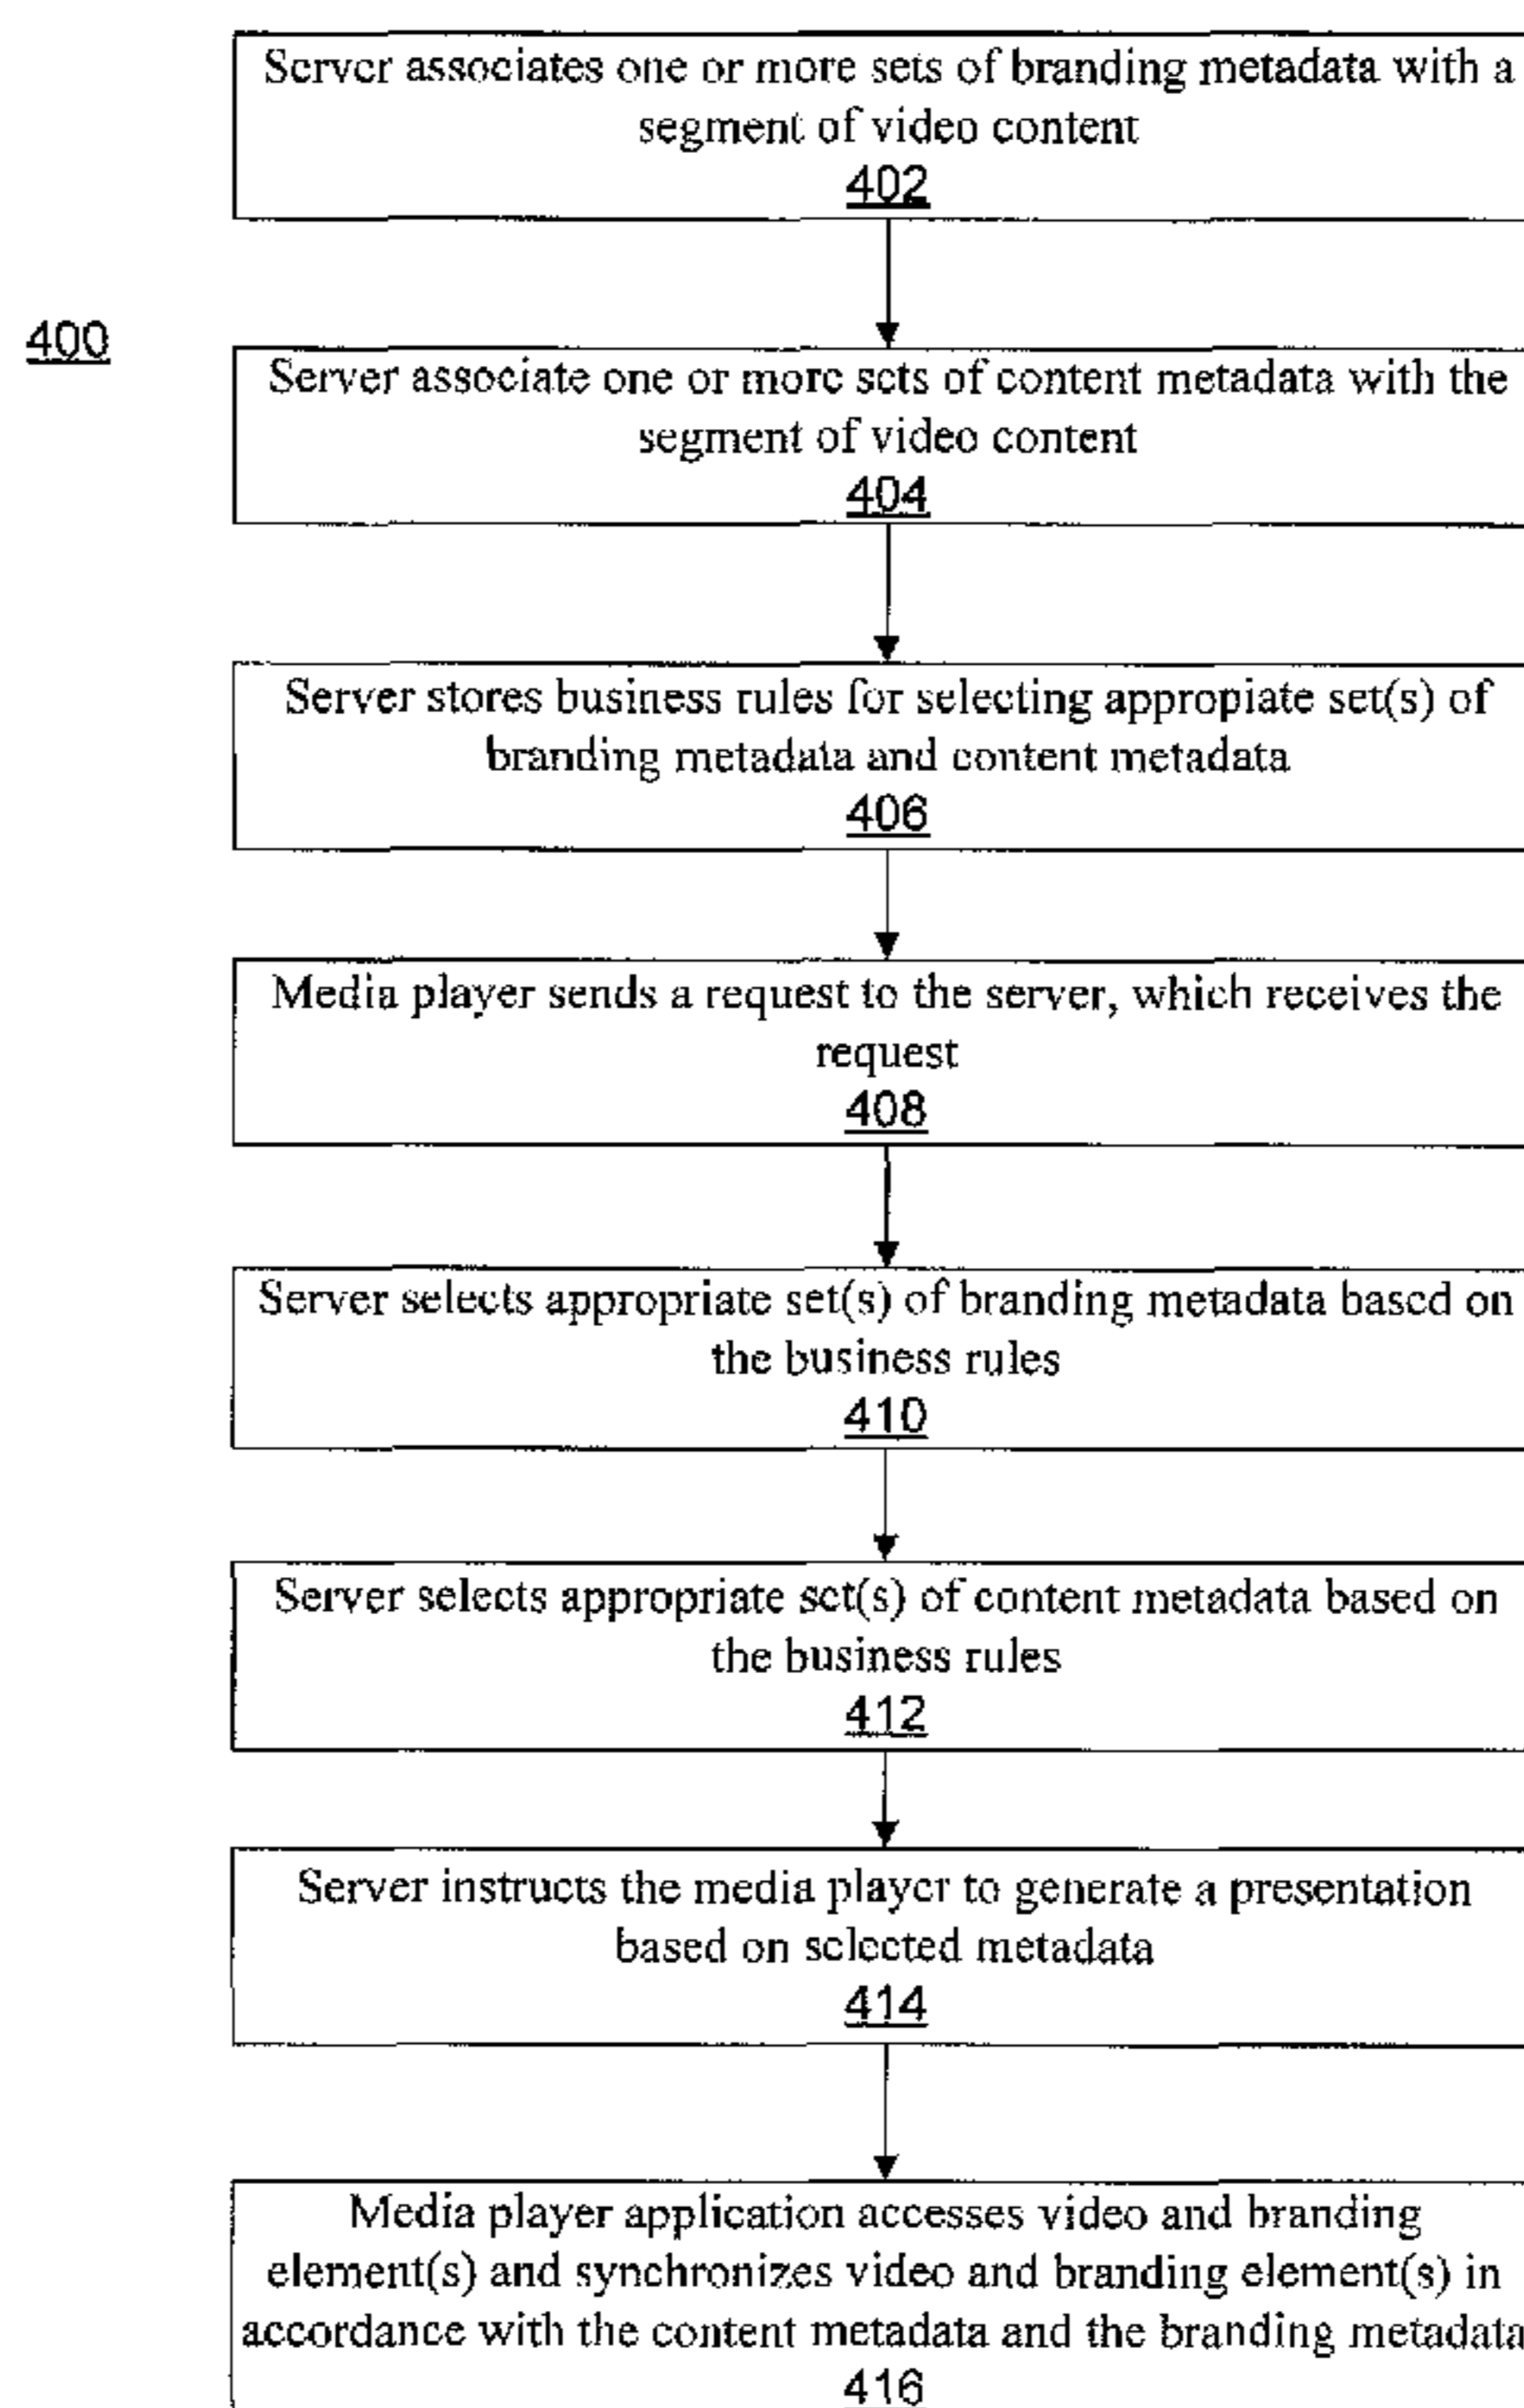 Server associates one or more sets of branding metadata with a
segment of video content
402
400
Server associate one or more sets of content metadata with the
segment of video content
404
Server stores business rules for selecting appropiate set(s) of
branding metadata and content metadata
406
Media player sends a request to the server, which receives the
request
408
Server selects appropriate set(s) of branding metadata based on
the business rules
410
Server selects appropriate set(s) of content metadata based on
the business rules
412
Server instructs the media player to generate a presentation
based on selected metadata
414
Media player application accesses video and branding
element(s) and synchronizes video and branding element(s) in
accordance with the content metadata and the branding metadata
416